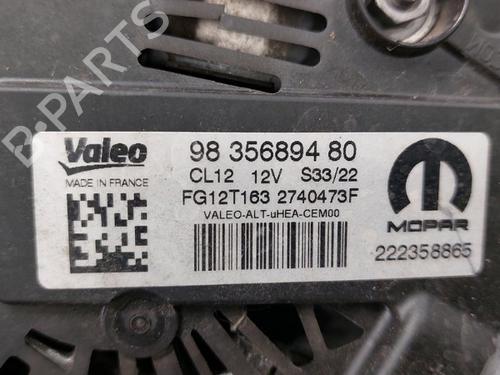 Valeo
MADE IN FRANCE
98 356894 80
CL12 12V S33/22
FG12T163 2740473F
VALEO-ALT-uHEA-CEM00
MOPAR
222358865
B-PARTS